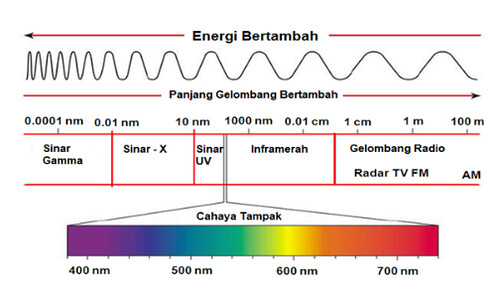 Energi Bertambah
Panjang Gelombang Bertambah
0.0001 nm 0.01 nm 10 nm 1000 nm 0.01 cm 1 cm 1 m 100 m
Sinar Gamma
Sinar - X
Sinar UV
Inframerah
Gelombang Radio
Radar TV FM AM
Cahaya Tampak
400 nm 500 nm 600 nm 700 nm